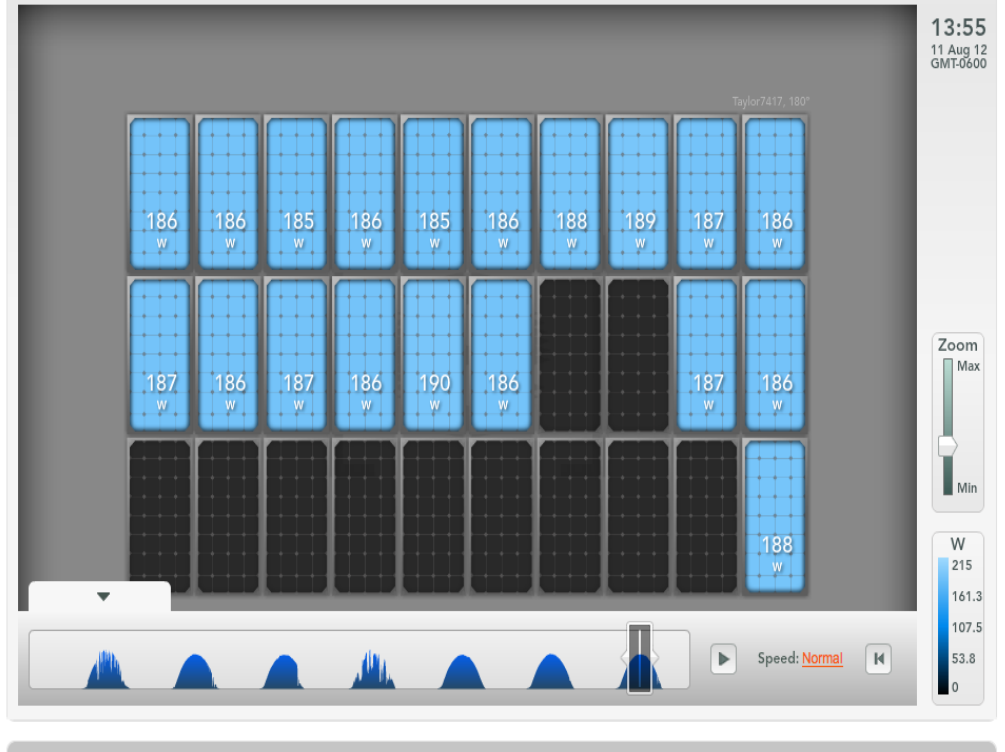 13:55
11 Aug 12
GMT-0600
Taylor7417, 180°
186 186 185 186 185 186 188 189 187 186
W W W W W W W W W W
187 186 187 186 190 186 187 186
W W W W W W W W
188
W
Zoom
Max
Min
W
215
161.3
107.5
53.8
0
Speed: Normal